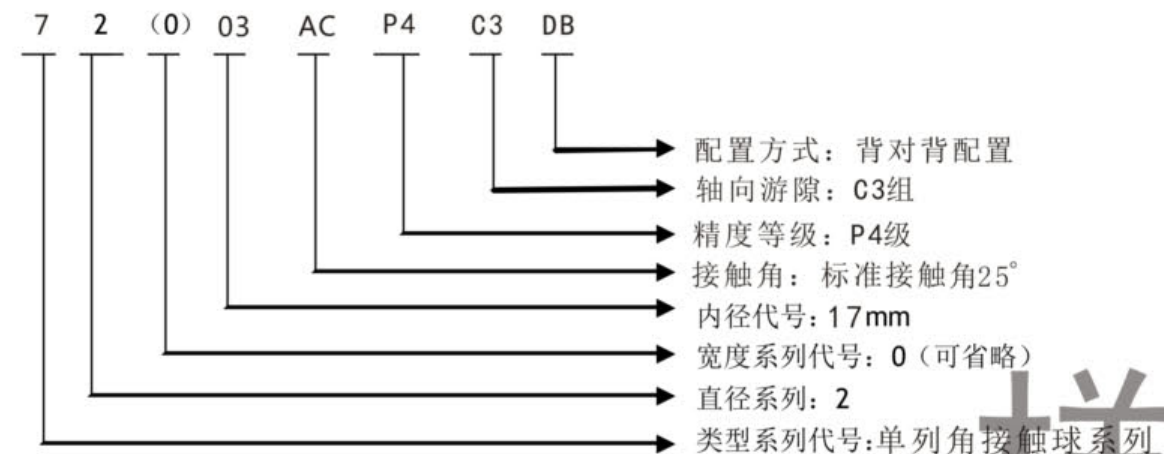 7 2 (0) 03 AC P4 C3 DB
配置方式：背对背配置
轴向游隙：C3组
精度等级：P4级
接触角：标准接触角25°
内径代号：17mm
宽度系列代号：0（可省略）
直径系列：2
类型系列代号：单列角接触球系列